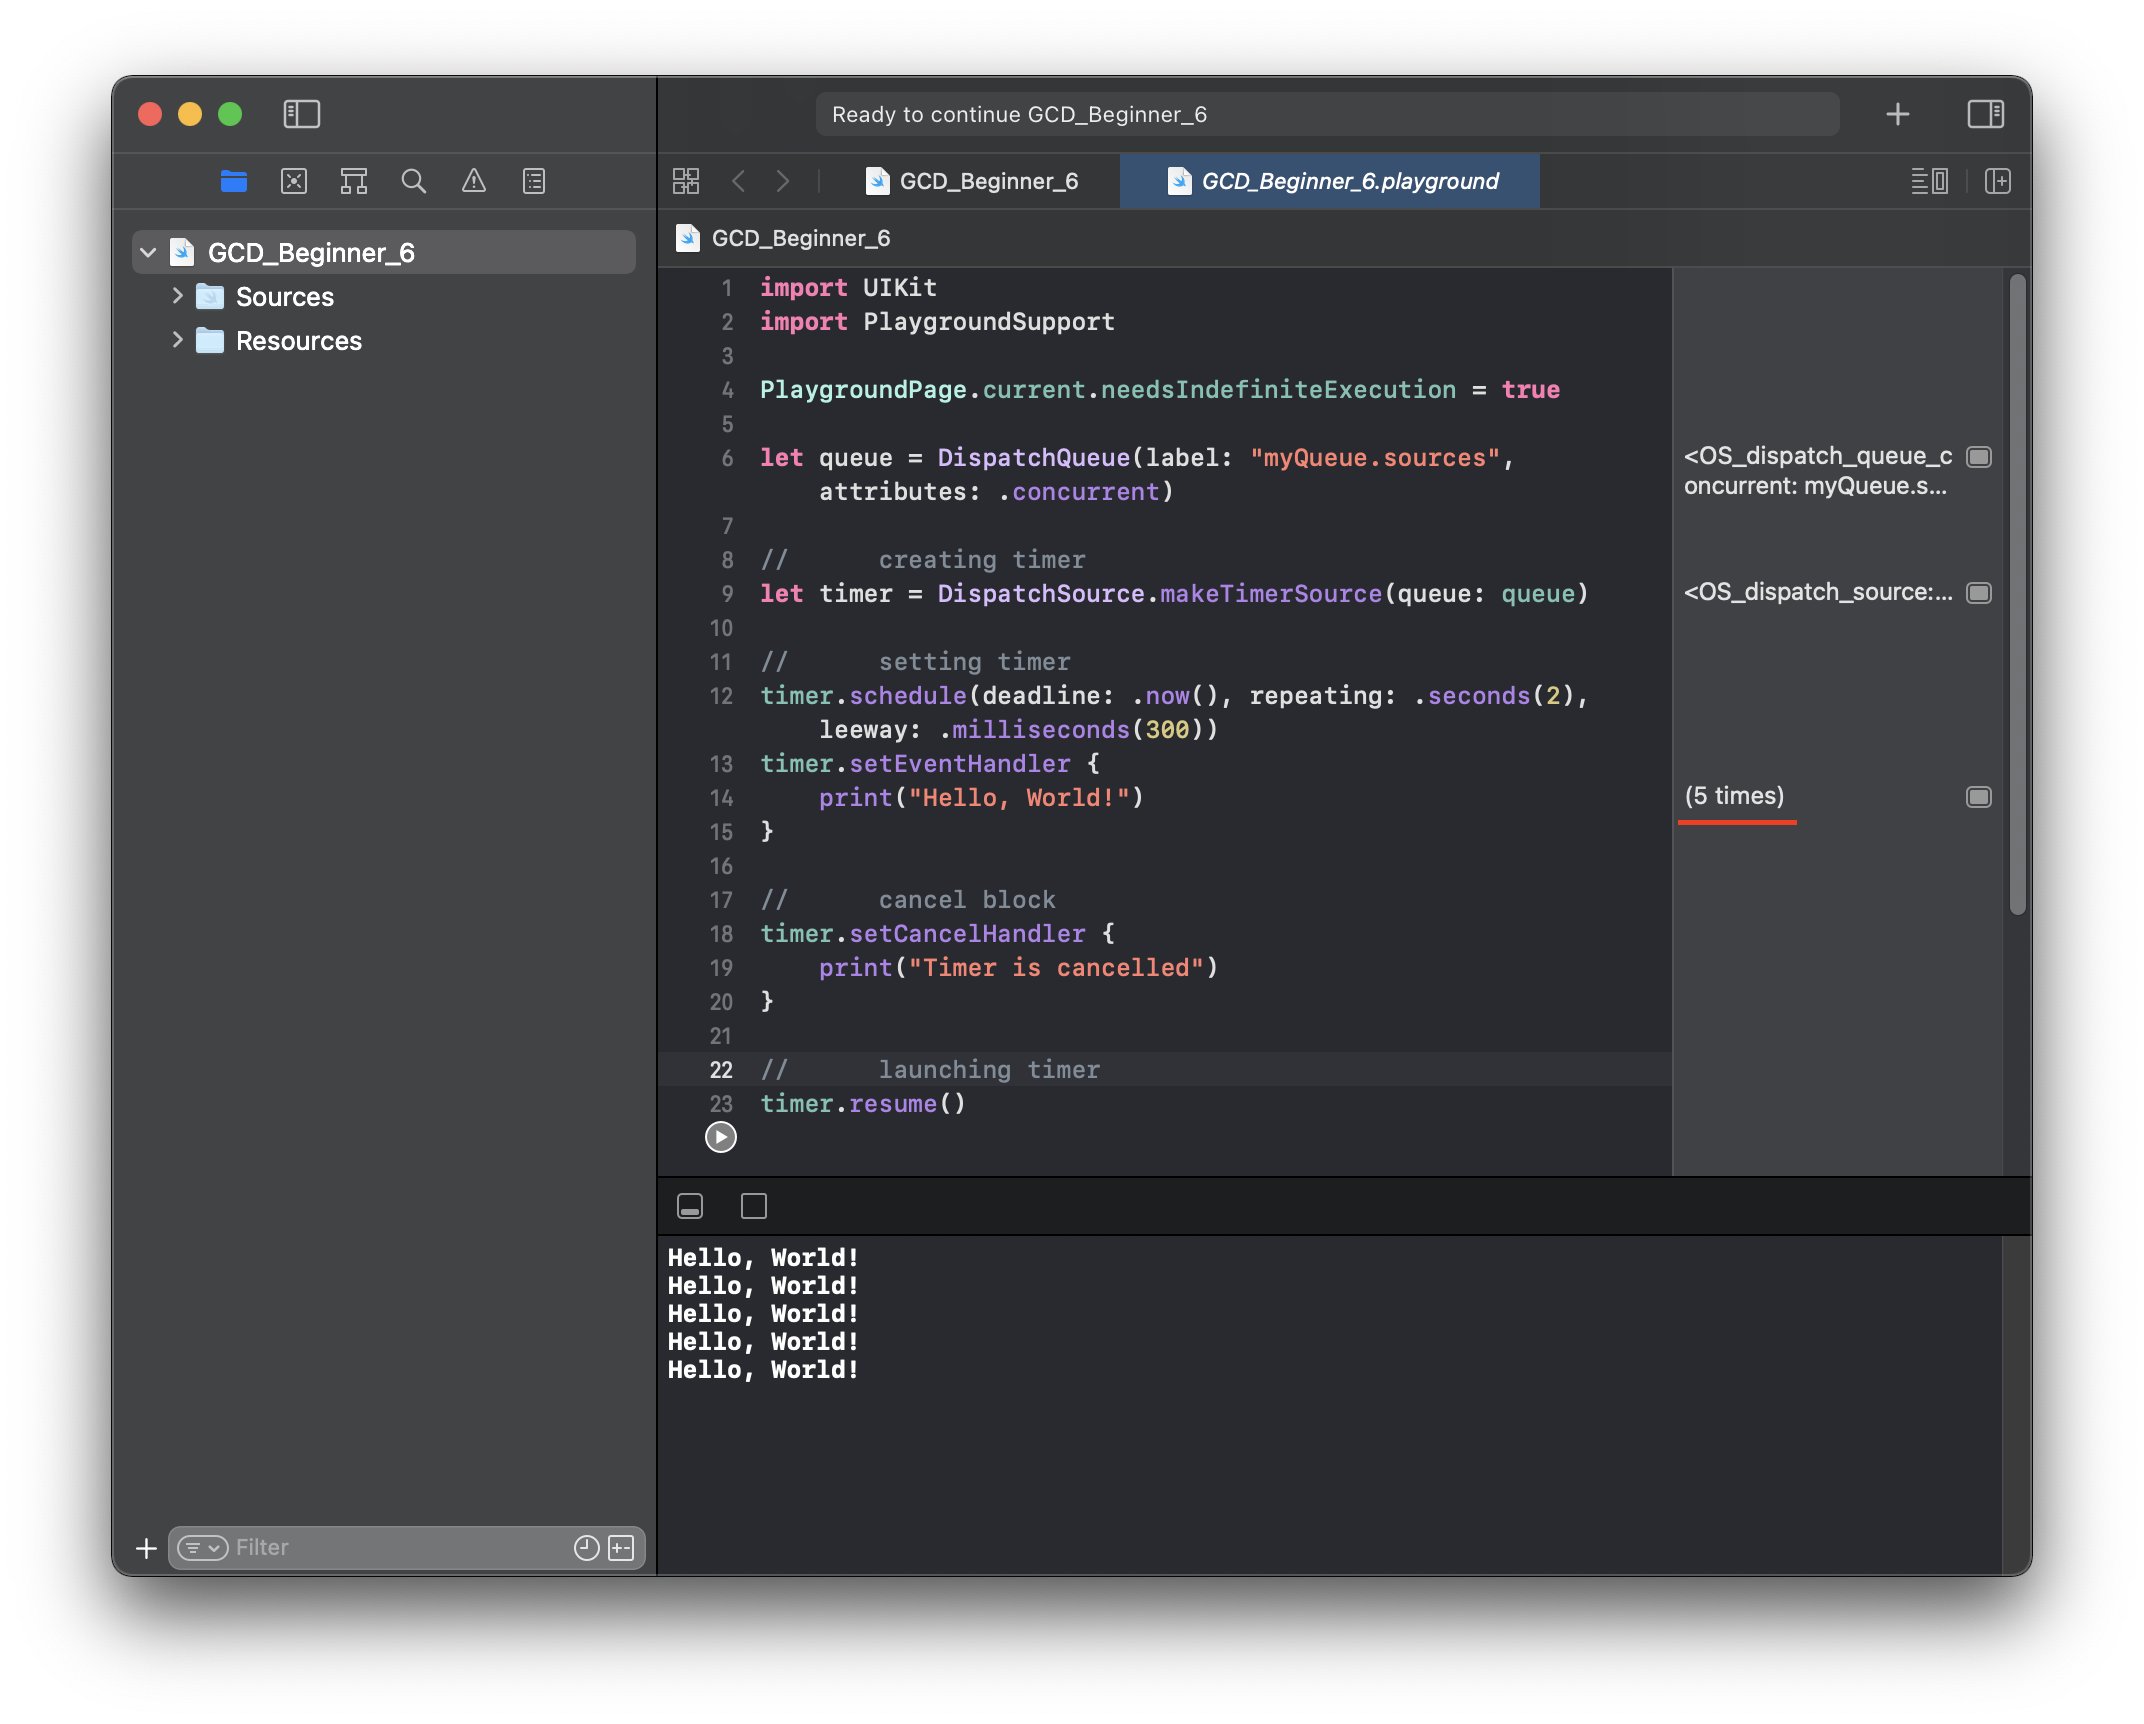 Ready to continue GCD_Beginner_6
GCD_Beginner_6
GCD_Beginner_6.playground
GCD_Beginner_6
Sources
Resources
GCD_Beginner_6
1 import UIKit
2 import PlaygroundSupport
3
4 PlaygroundPage.current.needsIndefiniteExecution = true
5
6 let queue = DispatchQueue(label: "myQueue.sources",
attributes: .concurrent)
<OS_dispatch_queue_c
oncurrent: myQueue.s...
7
8 // creating timer
9 let timer = DispatchSource.makeTimerSource(queue: queue)
<OS_dispatch_source:...
10
11 // setting timer
12 timer.schedule(deadline: .now(), repeating: .seconds(2),
leeway: .milliseconds(300))
13 timer.setEventHandler {
14 print("Hello, World!")
(5 times)
15 }
16
17 // cancel block
18 timer.setCancelHandler {
19 print("Timer is cancelled")
20 }
21
22 // launching timer
23 timer.resume()
Hello, World!
Hello, World!
Hello, World!
Hello, World!
Hello, World!
Filter